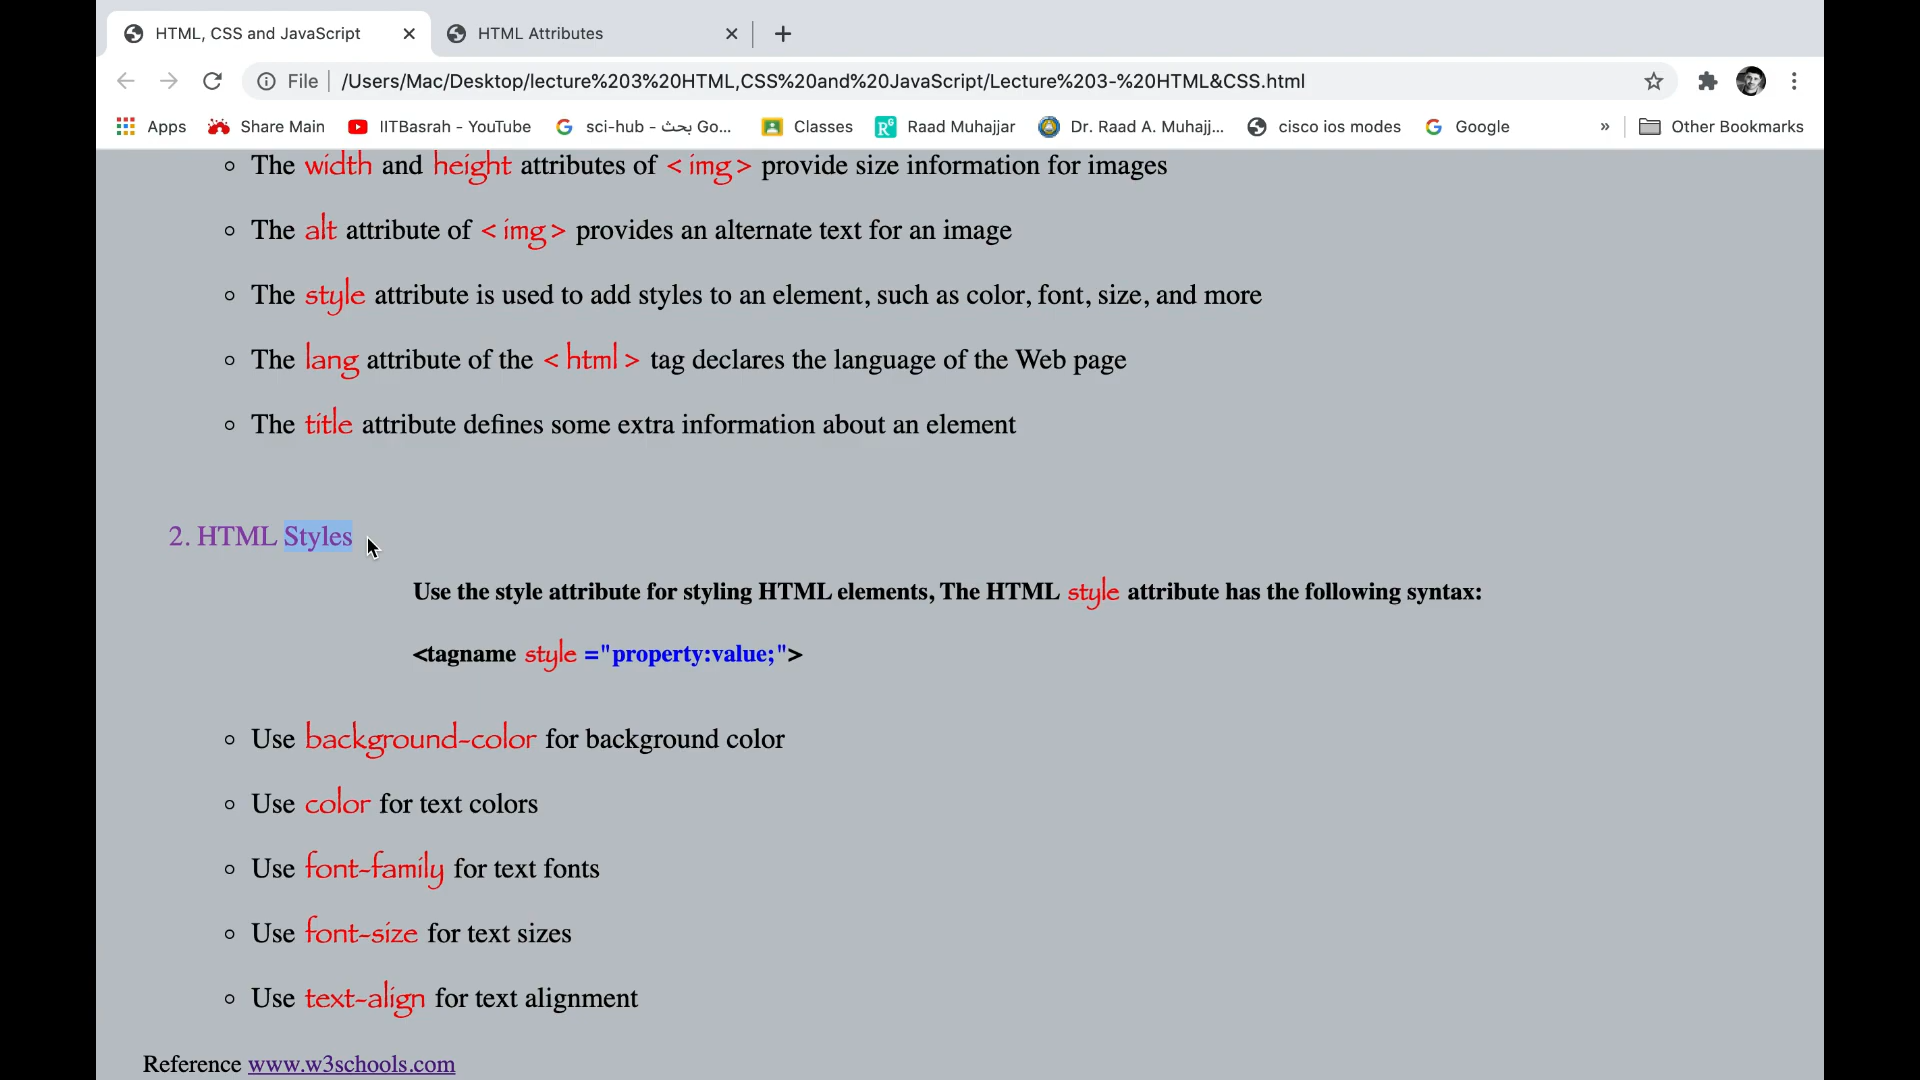 HTML, CSS and JavaScript
HTML Attributes
File
/Users/Mac/Desktop/lecture%203%20HTML,CSS%20and%20JavaScript/Lecture%203-%20HTML&CSS.html
Apps
Share Main
IITBasrah - YouTube
sci-hub - بحث Go...
Classes
Raad Muhajjar
Dr. Raad A. Muhajj...
cisco ios modes
Google
»
Other Bookmarks
The width and height attributes of <img> provide size information for images
The alt attribute of <img> provides an alternate text for an image
The style attribute is used to add styles to an element, such as color, font, size, and more
The lang attribute of the <html> tag declares the language of the Web page
The title attribute defines some extra information about an element
2. HTML Styles
Use the style attribute for styling HTML elements, The HTML style attribute has the following syntax:
<tagname style ="property:value;">
Use background-color for background color
Use color for text colors
Use font-family for text fonts
Use font-size for text sizes
Use text-align for text alignment
Reference www.w3schools.com